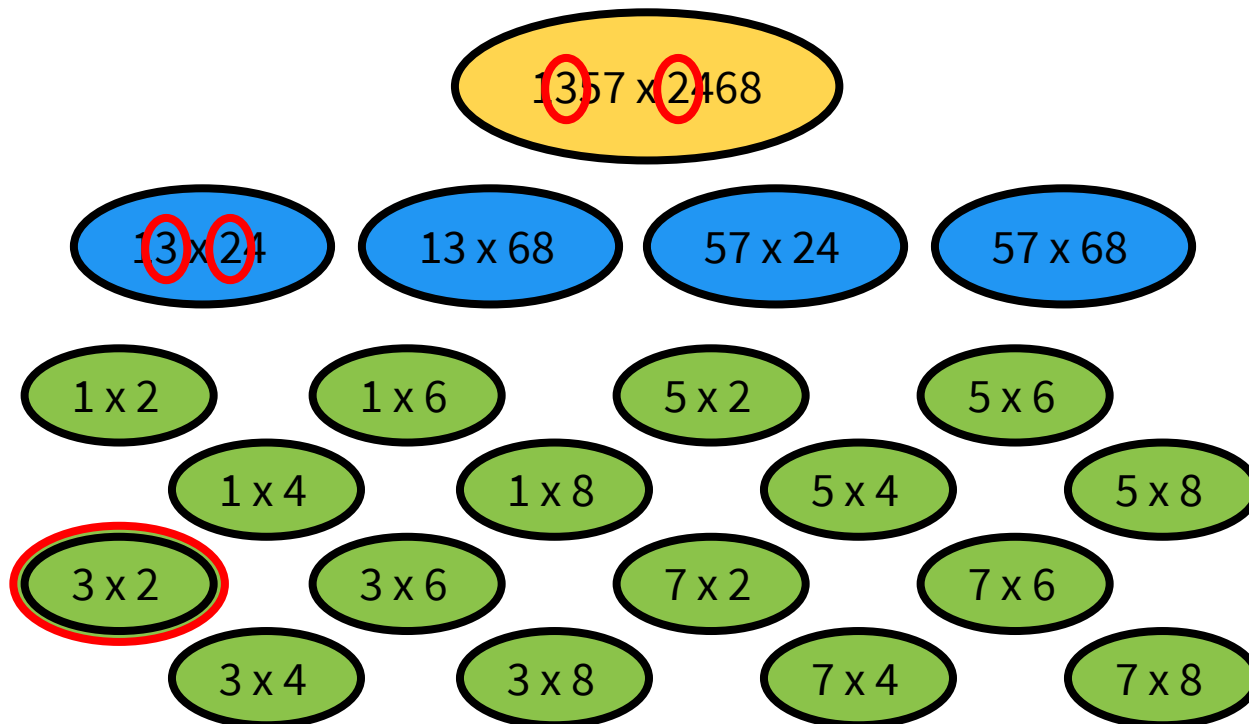 1357 x 2468
13 x 24
13 x 68
57 x 24
57 x 68
1 x 2
1 x 6
5 x 2
5 x 6
1 x 4
1 x 8
5 x 4
5 x 8
3 x 2
3 x 6
7 x 2
7 x 6
3 x 4
3 x 8
7 x 4
7 x 8